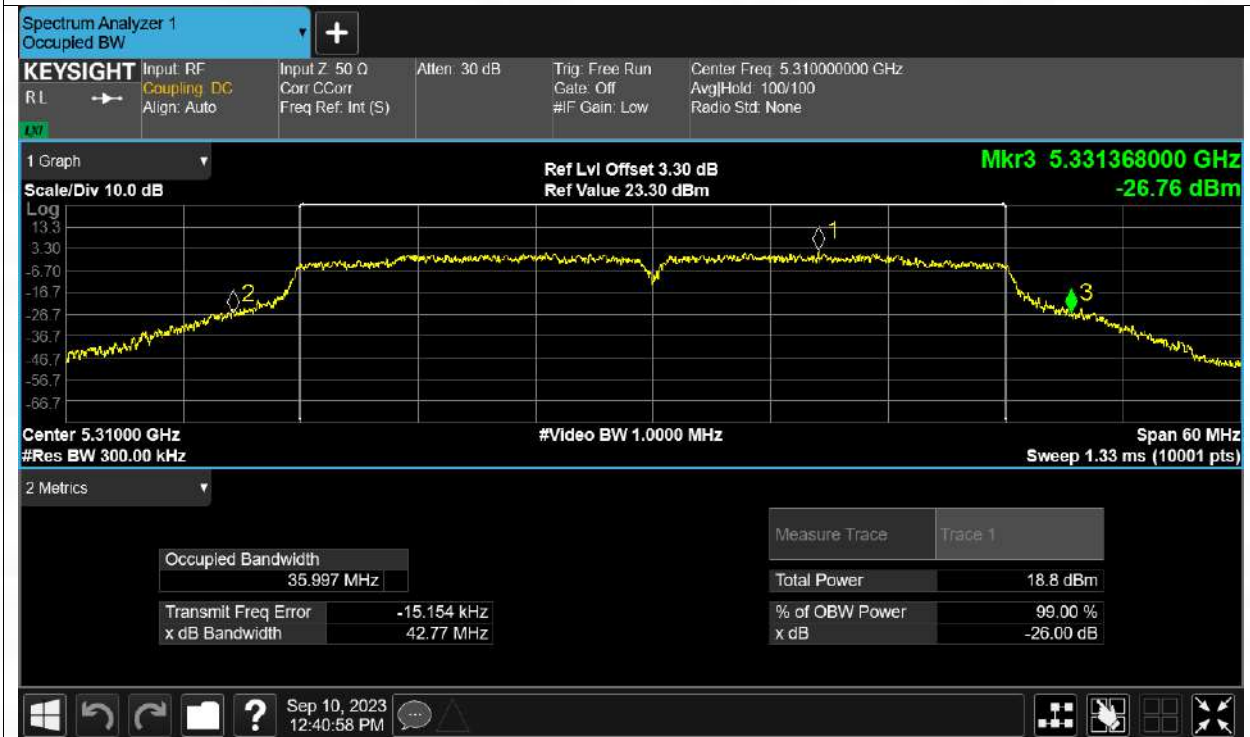 Spectrum Analyzer 1
Occupied BW
+
KEYSIGHT
RL
LXI
Input: RF
Coupling: DC
Align: Auto
Input Z: 50 Ω
Corr CCorr
Freq Ref: Int (S)
Atten: 30 dB
Trig: Free Run
Gate: Off
#IF Gain: Low
Center Freq: 5.310000000 GHz
Avg|Hold: 100/100
Radio Std: None
1 Graph
Scale/Div 10.0 dB
Ref Lvl Offset 3.30 dB
Ref Value 23.30 dBm
Mkr3 5.331368000 GHz
-26.76 dBm
Log
13.3
3.30
-6.70
-16.7
-26.7
-36.7
-46.7
-56.7
-66.7
1
2
3
Center 5.31000 GHz
#Video BW 1.0000 MHz
Span 60 MHz
#Res BW 300.00 kHz
Sweep 1.33 ms (10001 pts)
2 Metrics
Measure Trace
Trace 1
Occupied Bandwidth
35.997 MHz
Total Power
18.8 dBm
Transmit Freq Error
-15.154 kHz
% of OBW Power
99.00 %
x dB Bandwidth
42.77 MHz
x dB
-26.00 dB
?
Sep 10, 2023
12:40:58 PM